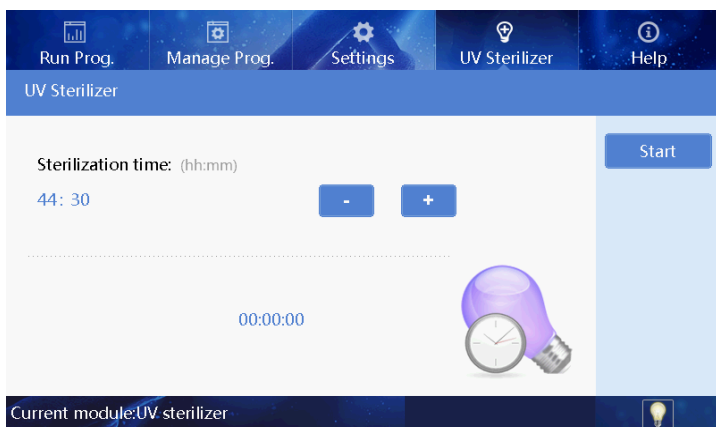 Run Prog. Manage Prog. Settings UV Sterilizer Help
UV Sterilizer
Sterilization time: (hh:mm)
Start
44: 30
- +
00:00:00
Current module:UV sterilizer